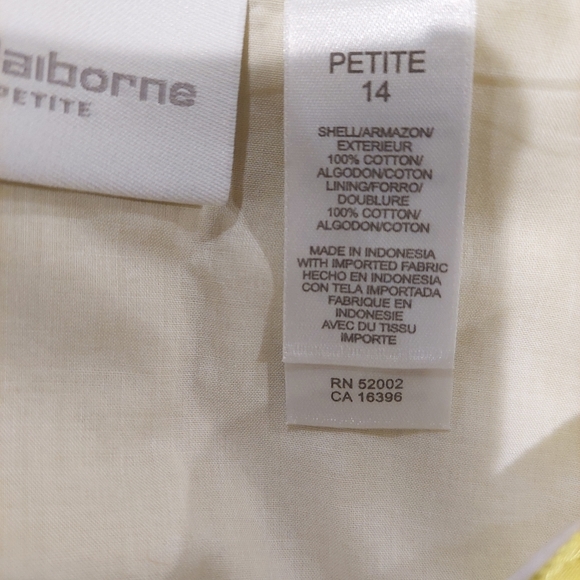 aiborne
PETITE
PETITE
14
SHELL/ARMAZON/
EXTERIEUR
100% COTTON/
ALGODON/COTON
LINING/FORRO/
DOUBLURE
100% COTTON/
ALGODON/COTON
MADE IN INDONESIA
WITH IMPORTED FABRIC
HECHO EN INDONESIA
CON TELA IMPORTADA
FABRIQUE EN
INDONESIE
AVEC DU TISSU
IMPORTE
RN 52002
CA 16396